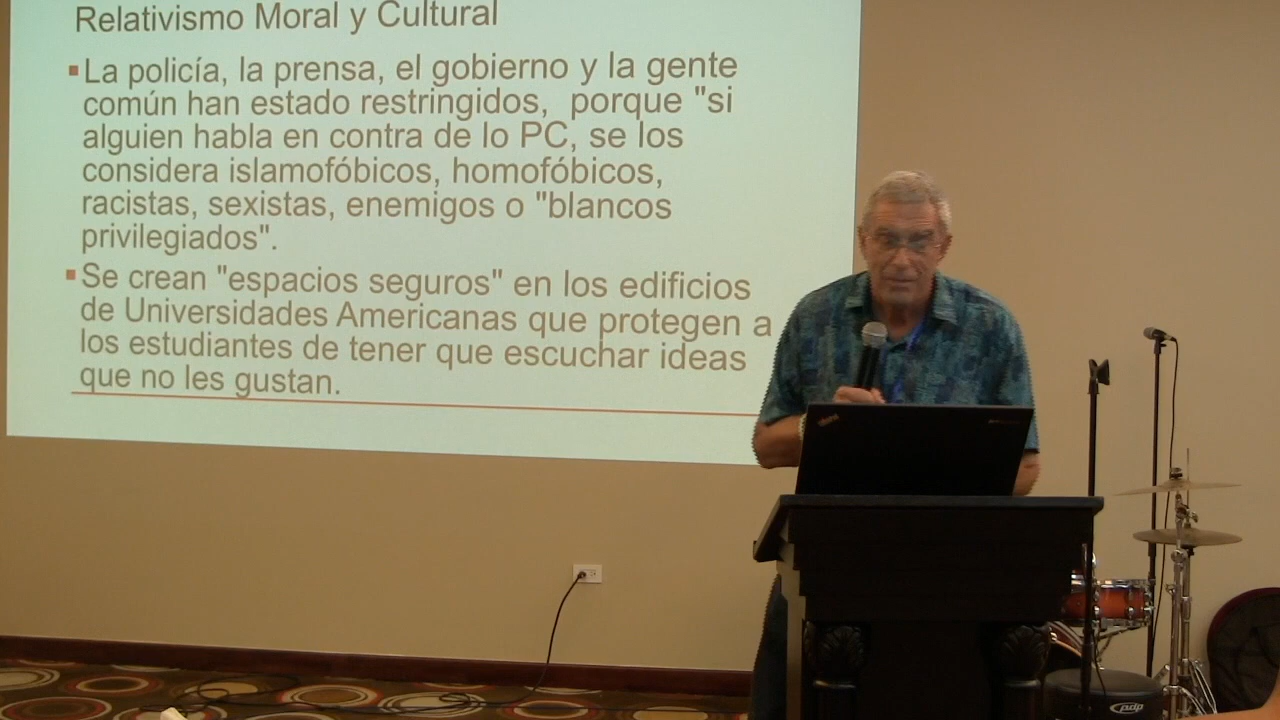 Relativismo Moral y Cultural
▪La policía, la prensa, el gobierno y la gente
común han estado restringidos, porque "si
alguien habla en contra de lo PC, se los
considera islamofóbicos, homofóbicos,
racistas, sexistas, enemigos o "blancos
privilegiados".
▪Se crean "espacios seguros" en los edificios
de Universidades Americanas que protegen a
los estudiantes de tener que escuchar ideas
que no les gustan.
pdp